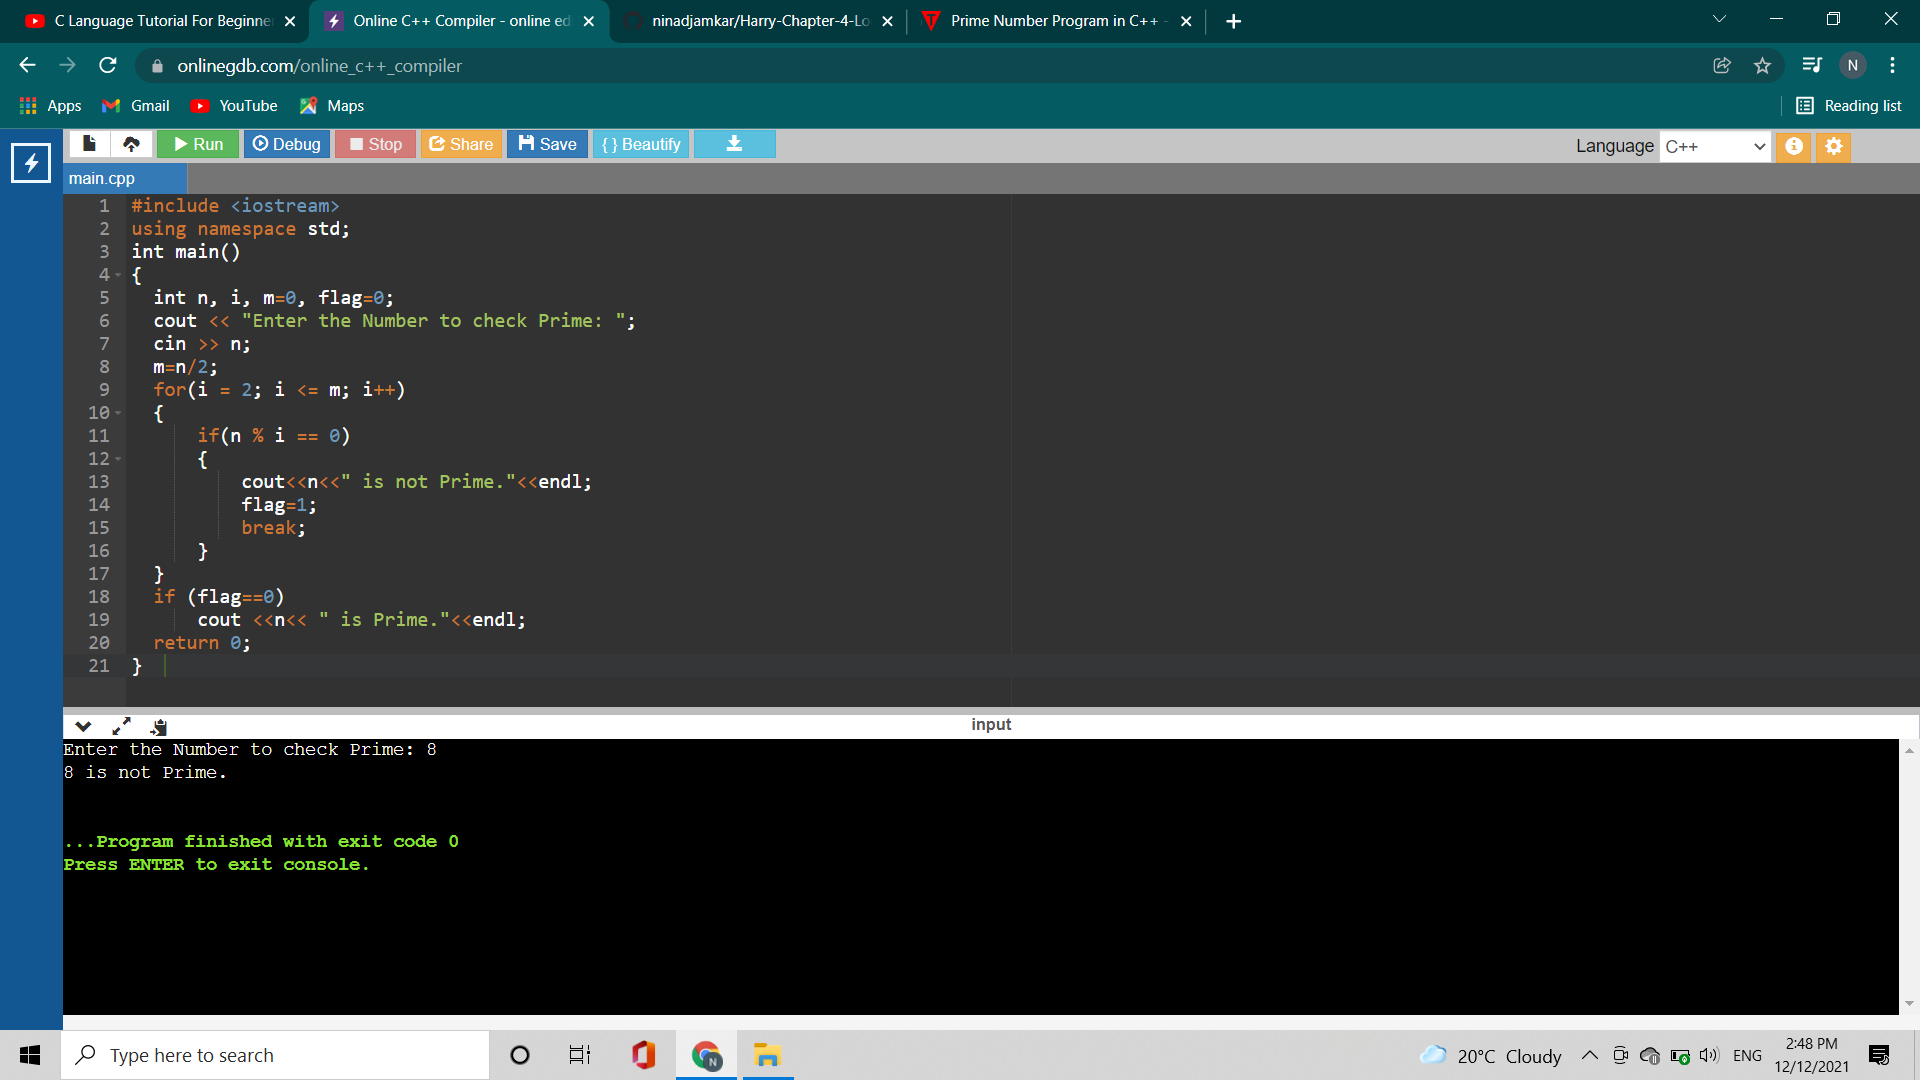 C Language Tutorial For Beginner
Online C++ Compiler - online ed
ninadjamkar/Harry-Chapter-4-Lo
Prime Number Program in C++ -
onlinegdb.com/online_c++_compiler
N
Apps
Gmail
YouTube
Maps
Reading list
Run
Debug
Stop
Share
Save
{ } Beautify
Language C++
main.cpp
1 #include <iostream>
2 using namespace std;
3 int main()
4 {
5 int n, i, m=0, flag=0;
6 cout << "Enter the Number to check Prime: ";
7 cin >> n;
8 m=n/2;
9 for(i = 2; i <= m; i++)
10 {
11 if(n % i == 0)
12 {
13 cout<<n<<" is not Prime."<<endl;
14 flag=1;
15 break;
16 }
17 }
18 if (flag==0)
19 cout <<n<< " is Prime."<<endl;
20 return 0;
21 }
input
Enter the Number to check Prime: 8
8 is not Prime.
...Program finished with exit code 0
Press ENTER to exit console.
Type here to search
N
20°C Cloudy
ENG
2:48 PM
12/12/2021